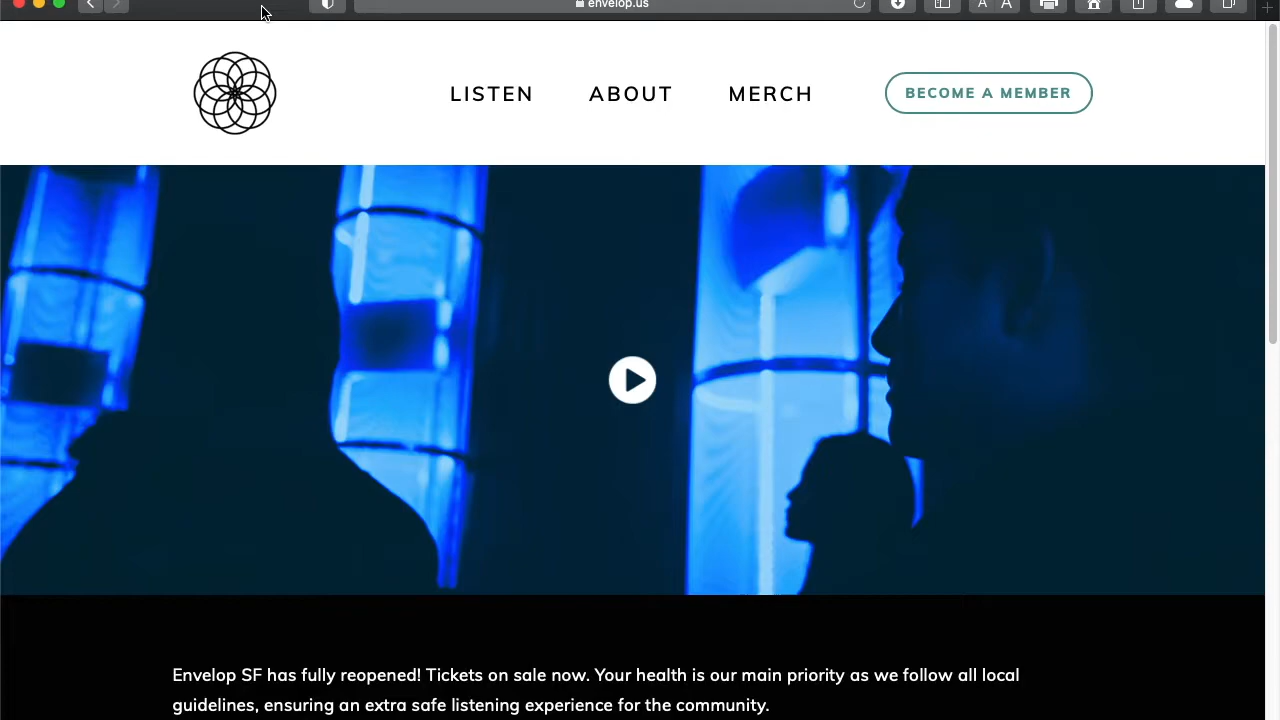 envelop.us
A A
LISTEN
ABOUT
MERCH
BECOME A MEMBER
Envelop SF has fully reopened! Tickets on sale now. Your health is our main priority as we follow all local
guidelines, ensuring an extra safe listening experience for the community.